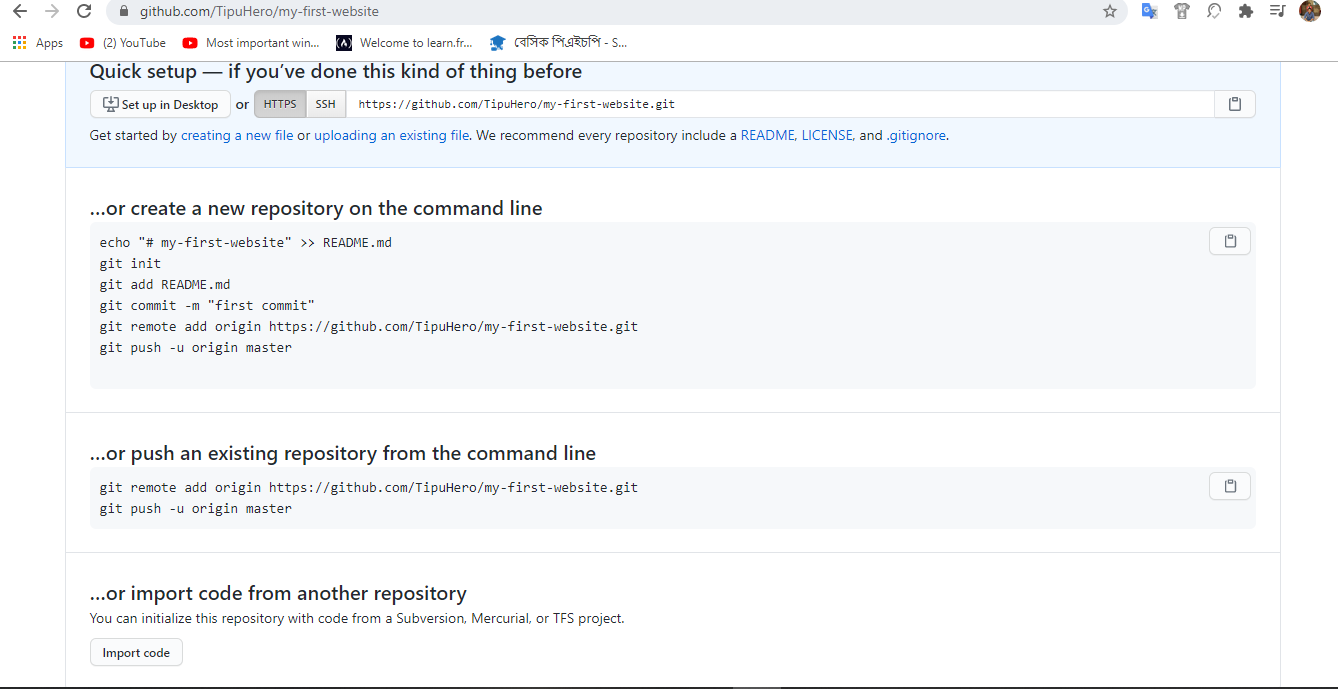 github.com/TipuHero/my-first-website
Apps (2) YouTube Most important win... Welcome to learn.fr... বেসিক পিএইচপি - S...
Quick setup — if you’ve done this kind of thing before
Set up in Desktop or HTTPS SSH https://github.com/TipuHero/my-first-website.git
Get started by creating a new file or uploading an existing file. We recommend every repository include a README, LICENSE, and .gitignore.
…or create a new repository on the command line
echo "# my-first-website" >> README.md
git init
git add README.md
git commit -m "first commit"
git remote add origin https://github.com/TipuHero/my-first-website.git
git push -u origin master
…or push an existing repository from the command line
git remote add origin https://github.com/TipuHero/my-first-website.git
git push -u origin master
…or import code from another repository
You can initialize this repository with code from a Subversion, Mercurial, or TFS project.
Import code